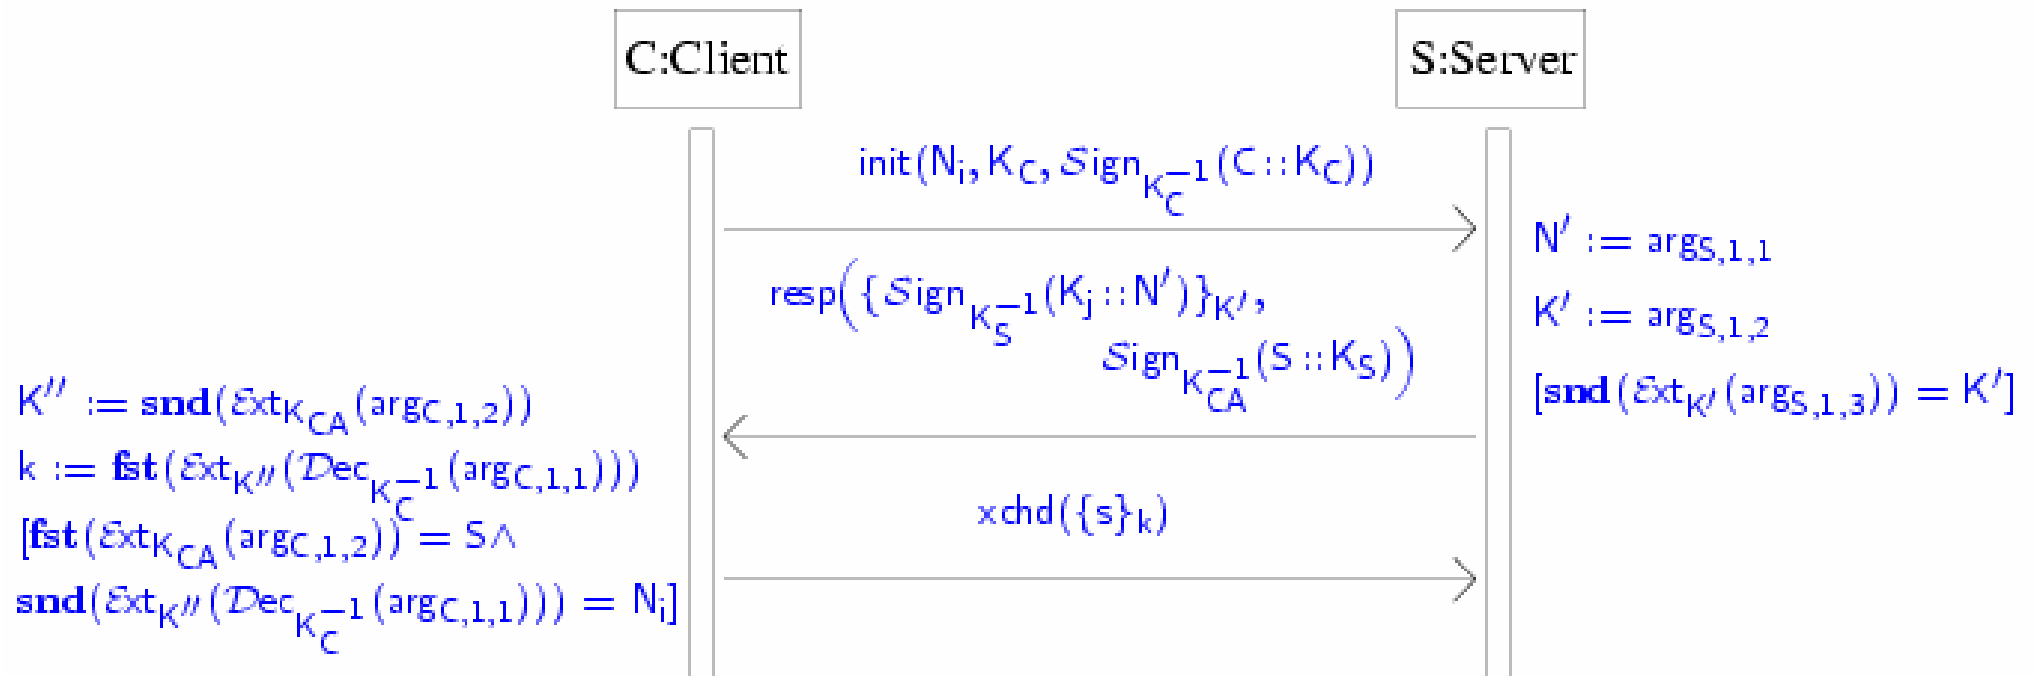 C:Client
S:Server
init(N_i, K_C, Sign_{K_C^{-1}}(C :: K_C))
N′ := arg_{S,1,1}
resp({Sign_{K_S^{-1}}(K_j :: N′)}_{K′},
K′ := arg_{S,1,2}
Sign_{K_{CA}^{-1}}(S :: K_S))
[snd(Ext_{K′}(arg_{S,1,3})) = K′]
K″ := snd(Ext_{K_{CA}}(arg_{C,1,2}))
k := fst(Ext_{K″}(Dec_{K_C^{-1}}(arg_{C,1,1})))
[fst(Ext_{K_{CA}}(arg_{C,1,2})) = S∧
snd(Ext_{K″}(Dec_{K_C^{-1}}(arg_{C,1,1}))) = N_i]
xchd({s}_k)